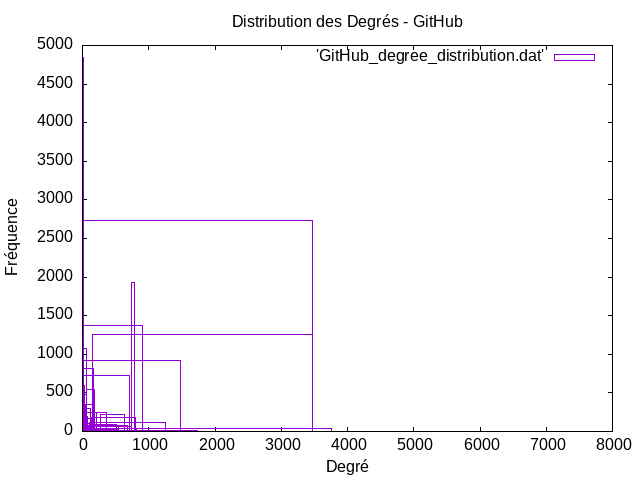 Distribution des Degrés - GitHub
'GitHub_degree_distribution.dat'
5000
4500
4000
3500
3000
2500
2000
1500
1000
500
0
Fréquence
0 1000 2000 3000 4000 5000 6000 7000 8000
Degré